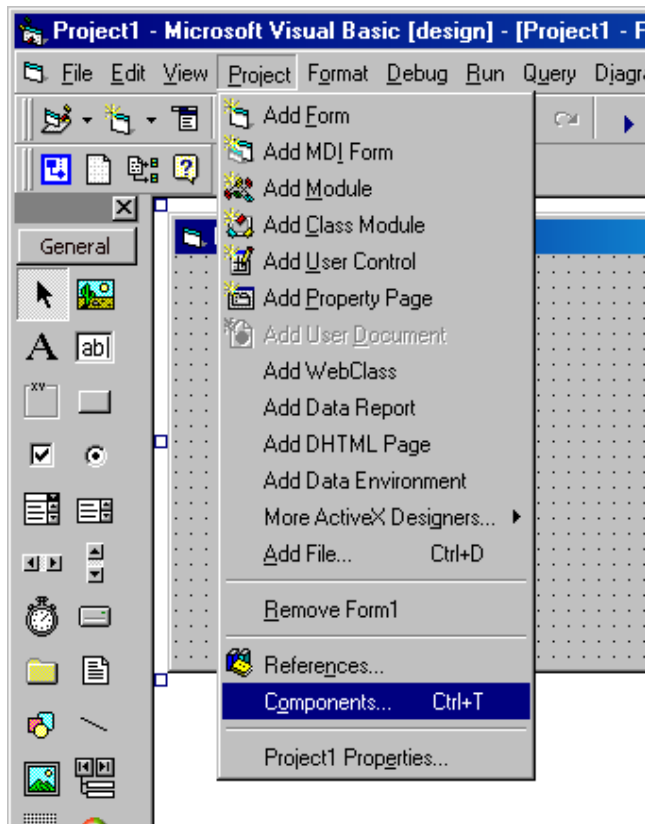 Project1 - Microsoft Visual Basic [design] - [Project1 - F
File Edit View Project Format Debug Run Query Diagra
General
A ab|
XY
Add Form
Add MDI Form
Add Module
Add Class Module
Add User Control
Add Property Page
Add User Document
Add WebClass
Add Data Report
Add DHTML Page
Add Data Environment
More ActiveX Designers...
Add File... Ctrl+D
Remove Form1
References...
Components... Ctrl+T
Project1 Properties...